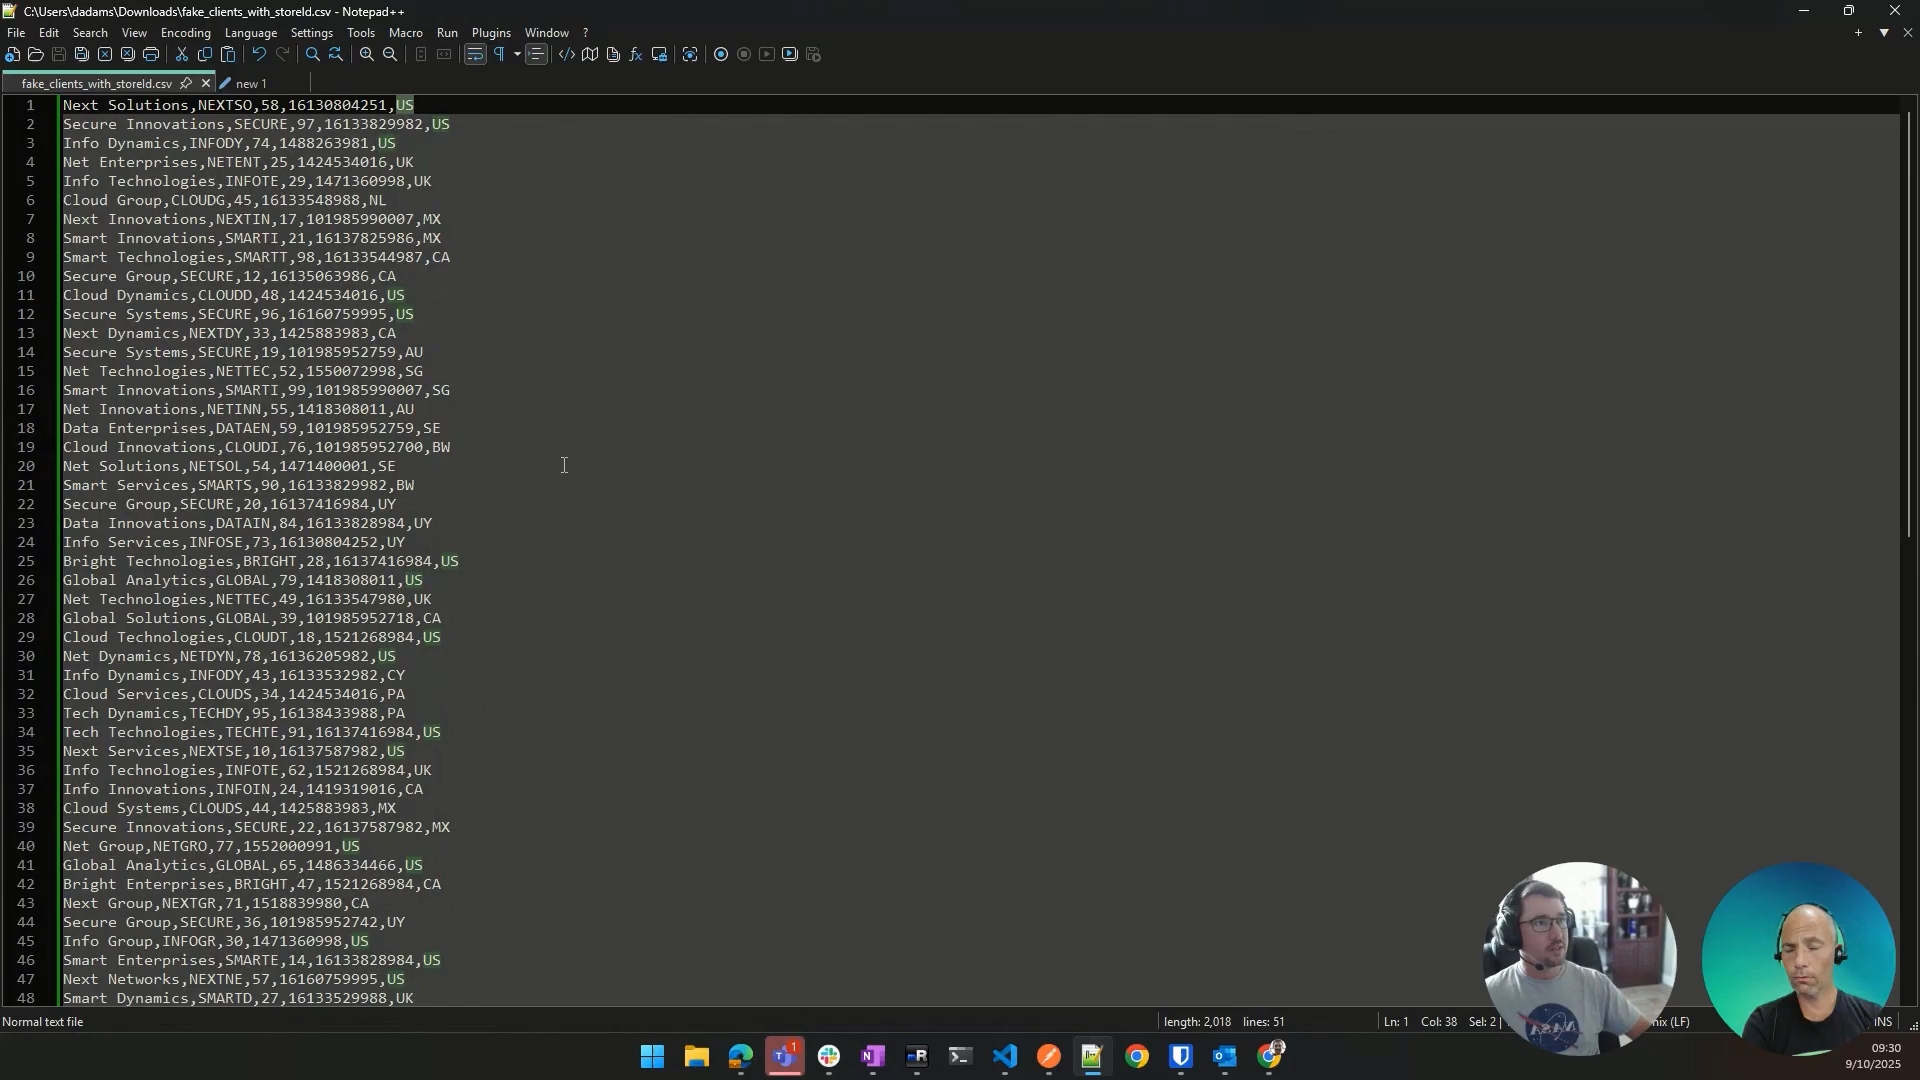 C:\Users\dadams\Downloads\fake_clients_with_storeId.csv - Notepad++
File Edit Search View Encoding Language Settings Tools Macro Run Plugins Window ?
fake_clients_with_storeId.csv new 1
1 Next Solutions,NEXTSO,58,16130804251,US
2 Secure Innovations,SECURE,97,16133829982,US
3 Info Dynamics,INFODY,74,1488263981,US
4 Net Enterprises,NETENT,25,1424534016,UK
5 Info Technologies,INFOTE,29,1471360998,UK
6 Cloud Group,CLOUDG,45,16133548988,NL
7 Next Innovations,NEXTIN,17,101985990007,MX
8 Smart Innovations,SMARTI,21,16137825986,MX
9 Smart Technologies,SMARTT,98,16133544987,CA
10 Secure Group,SECURE,12,16135063986,CA
11 Cloud Dynamics,CLOUDD,48,1424534016,US
12 Secure Systems,SECURE,96,16160759995,US
13 Next Dynamics,NEXTDY,33,1425883983,CA
14 Secure Systems,SECURE,19,101985952759,AU
15 Net Technologies,NETTEC,52,1550072998,SG
16 Smart Innovations,SMARTI,99,101985990007,SG
17 Net Innovations,NETINN,55,1418308011,AU
18 Data Enterprises,DATAEN,59,101985952759,SE
19 Cloud Innovations,CLOUDI,76,101985952700,BW
20 Net Solutions,NETSOL,54,1471400001,SE
21 Smart Services,SMARTS,90,16133829982,BW
22 Secure Group,SECURE,20,16137416984,UY
23 Data Innovations,DATAIN,84,16133828984,UY
24 Info Services,INFOSE,73,16130804252,UY
25 Bright Technologies,BRIGHT,28,16137416984,US
26 Global Analytics,GLOBAL,79,1418308011,US
27 Net Technologies,NETTEC,49,16133547980,UK
28 Global Solutions,GLOBAL,39,101985952718,CA
29 Cloud Technologies,CLOUDT,18,1521268984,US
30 Net Dynamics,NETDYN,78,16136205982,US
31 Info Dynamics,INFODY,43,16133532982,CY
32 Cloud Services,CLOUDS,34,1424534016,PA
33 Tech Dynamics,TECHDY,95,16138433988,PA
34 Tech Technologies,TECHTE,91,16137416984,US
35 Next Services,NEXTSE,10,16137587982,US
36 Info Technologies,INFOTE,62,1521268984,UK
37 Info Innovations,INFOIN,24,1419319016,CA
38 Cloud Systems,CLOUDS,44,1425883983,MX
39 Secure Innovations,SECURE,22,16137587982,MX
40 Net Group,NETGRO,77,1552000991,US
41 Global Analytics,GLOBAL,65,1486334466,US
42 Bright Enterprises,BRIGHT,47,1521268984,CA
43 Next Group,NEXTGR,71,1518839980,CA
44 Secure Group,SECURE,36,101985952742,UY
45 Info Group,INFOGR,30,1471360998,US
46 Smart Enterprises,SMARTE,14,16133828984,US
47 Next Networks,NEXTNE,57,16160759995,US
48 Smart Dynamics,SMARTD,27,16133529988,UK
NASA
Normal text file length: 2,018 lines: 51 Ln: 1 Col: 38 Sel: 2 | nix (LF) INS
1
09:30
9/10/2025